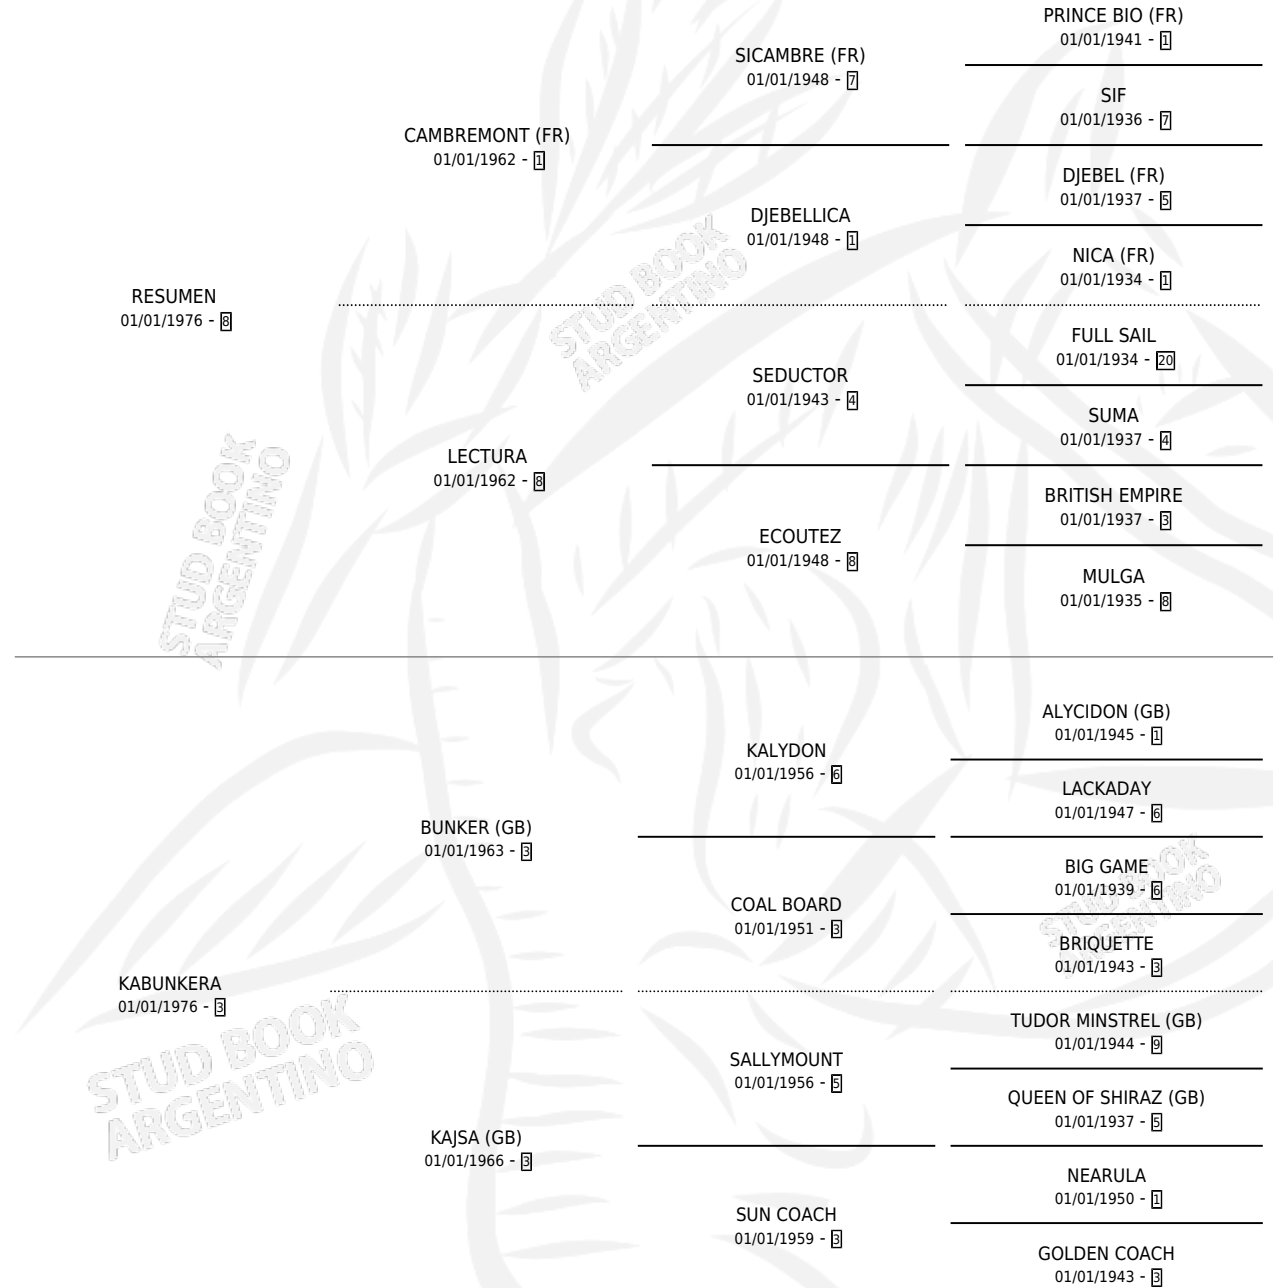 PRINCE BIO (FR)
01/01/1941 - 1
SICAMBRE (FR)
01/01/1948 - 7
SIF
01/01/1936 - 7
CAMBREMONT (FR)
01/01/1962 - 1
DJEBEL (FR)
01/01/1937 - 5
DJEBELLICA
01/01/1948 - 1
NICA (FR)
01/01/1934 - 1
RESUMEN
01/01/1976 - 8
FULL SAIL
01/01/1934 - 20
SEDUCTOR
01/01/1943 - 4
SUMA
01/01/1937 - 4
LECTURA
01/01/1962 - 8
BRITISH EMPIRE
01/01/1937 - 3
ECOUTEZ
01/01/1948 - 8
MULGA
01/01/1935 - 8
ALYCIDON (GB)
01/01/1945 - 1
KALYDON
01/01/1956 - 6
LACKADAY
01/01/1947 - 6
BUNKER (GB)
01/01/1963 - 3
BIG GAME
01/01/1939 - 6
COAL BOARD
01/01/1951 - 3
BRIQUETTE
01/01/1943 - 3
KABUNKERA
01/01/1976 - 3
TUDOR MINSTREL (GB)
01/01/1944 - 9
SALLYMOUNT
01/01/1956 - 5
QUEEN OF SHIRAZ (GB)
01/01/1937 - 5
KAJSA (GB)
01/01/1966 - 3
NEARULA
01/01/1950 - 1
SUN COACH
01/01/1959 - 3
GOLDEN COACH
01/01/1943 - 3
STUD BOOK
ARGENTINO
STUD BOOK
ARGENTINO
STUD BOOK
ARGENTINO
STUD BOOK
ARGENTINO